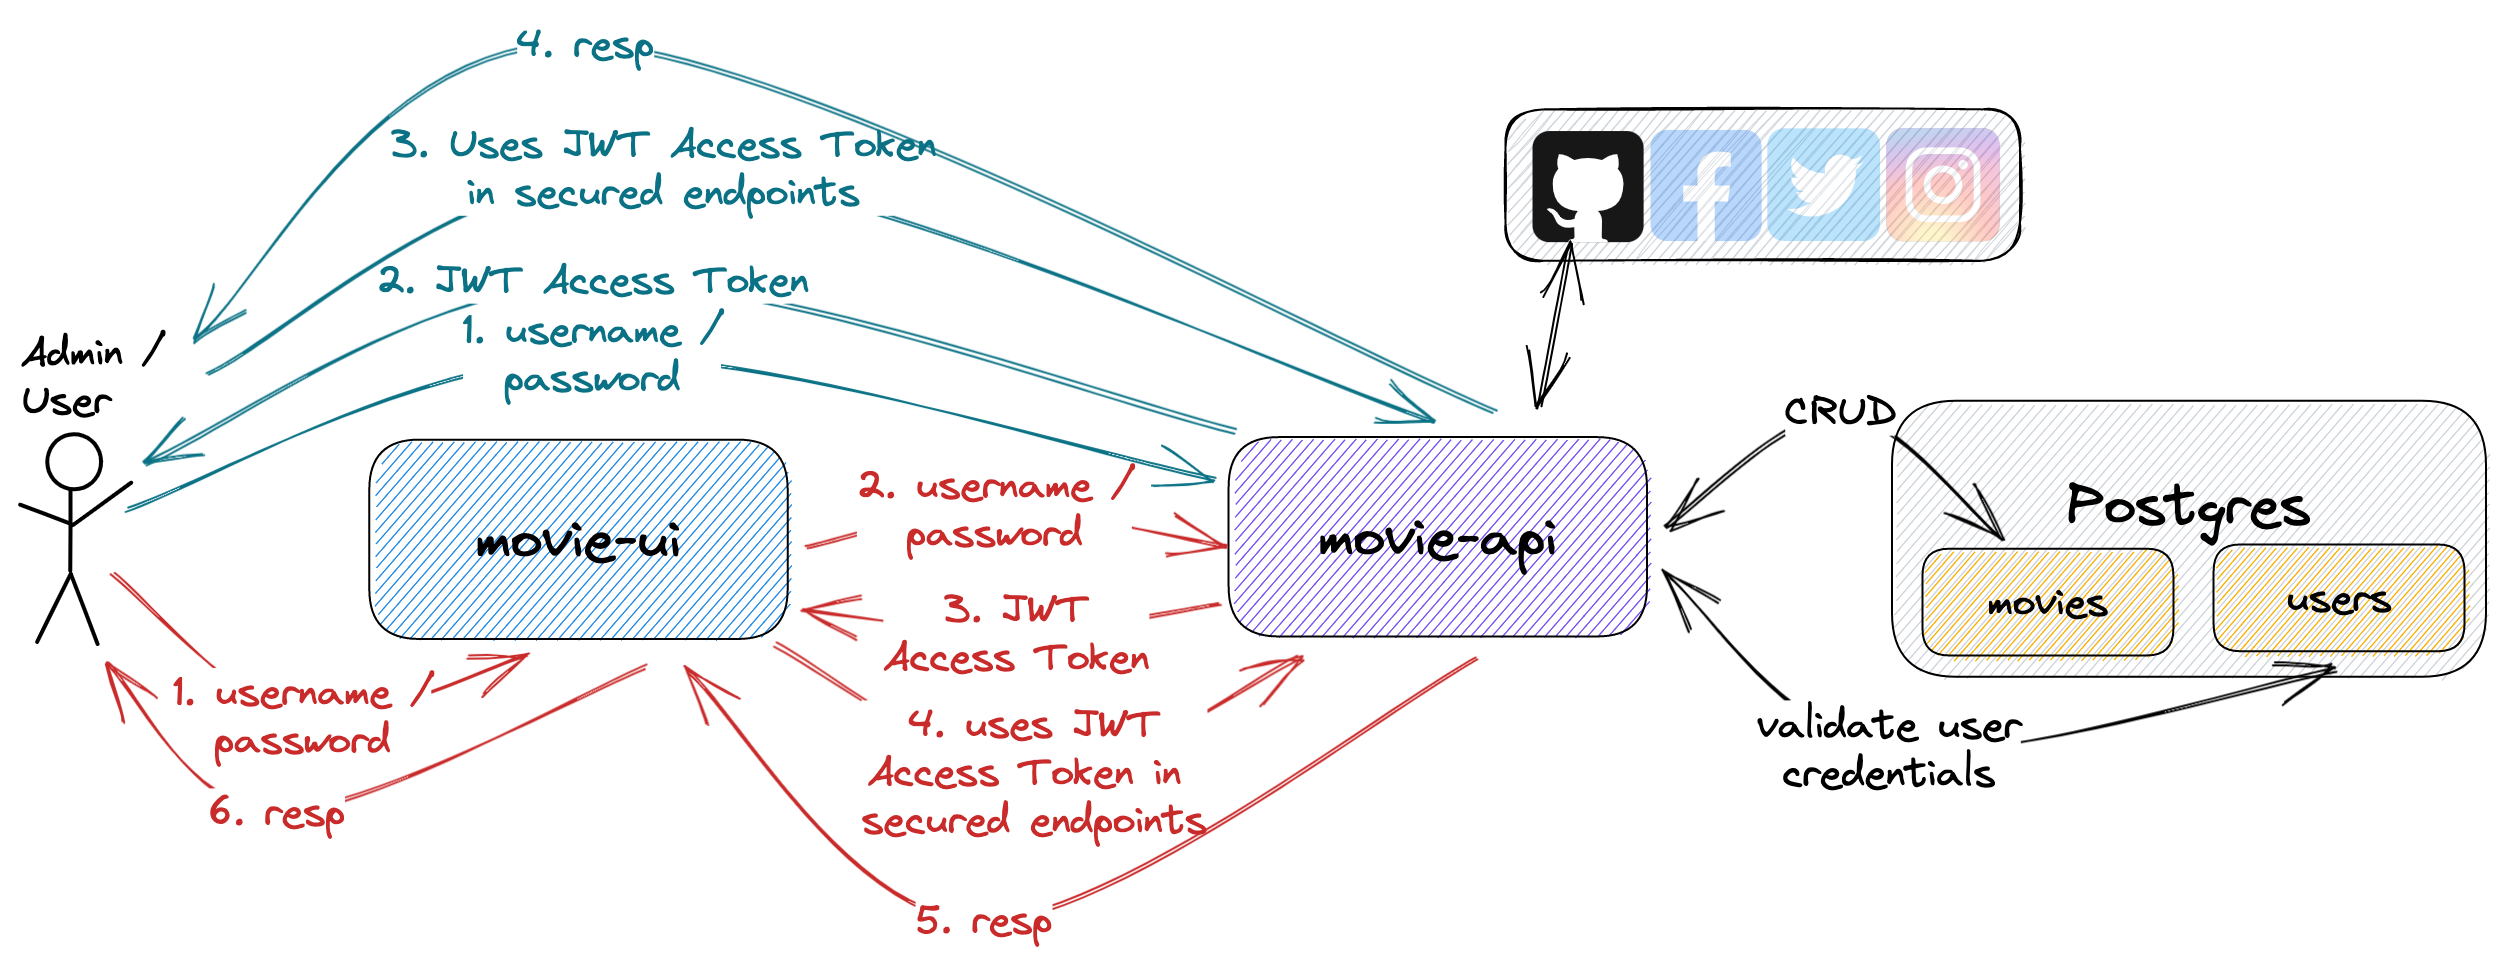 4. resp
3. Uses JWT Access Token
in secured endpoints
2. JWT Access Token
1. username /
password
Admin /
User
movie-ui
2. username /
password
3. JWT
Access Token
4. uses JWT
Access Token in
secured endpoints
5. resp
1. username /
password
6. resp
movie-api
CRUD
Postgres
movies
users
validate user
credentials